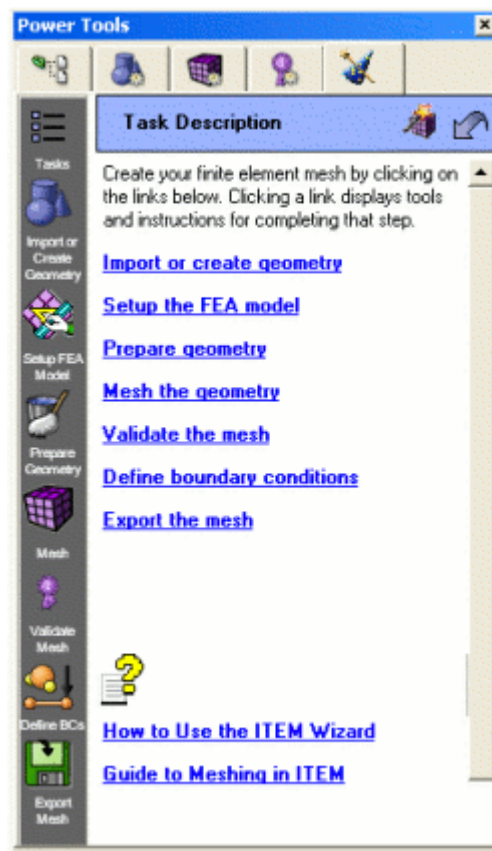 Power Tools
Task Description
Tasks
Import or
Create
Geometry
Setup FEA
Model
Prepare
Geometry
Mesh
Validate
Mesh
Define BCs
Export
Mesh
Create your finite element mesh by clicking on
the links below. Clicking a link displays tools
and instructions for completing that step.
Import or create geometry
Setup the FEA model
Prepare geometry
Mesh the geometry
Validate the mesh
Define boundary conditions
Export the mesh
How to Use the ITEM Wizard
Guide to Meshing in ITEM